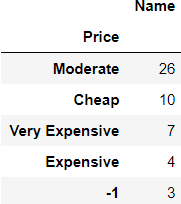 Name
Price
Moderate 26
Cheap 10
Very Expensive 7
Expensive 4
-1 3